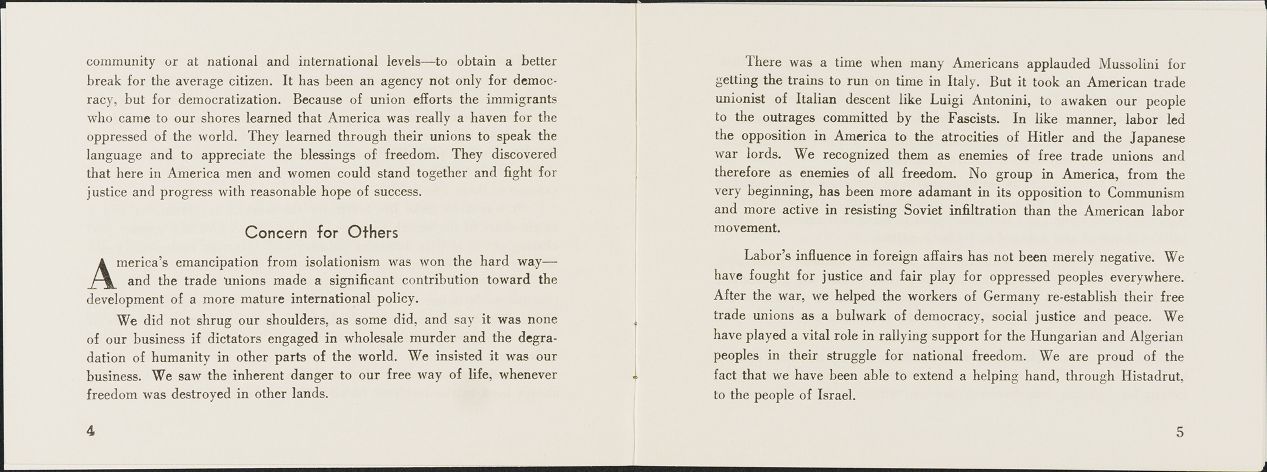 community or at national and international levels—to obtain a better
break for the average citizen. It has been an agency not only for democ-
racy, but for democratization. Because of union efforts the immigrants
who came to our shores learned that America was really a haven for the
oppressed of the world. They learned through their unions to speak the
language and to appreciate the blessings of freedom. They discovered
that here in America men and women could stand together and fight for
justice and progress with reasonable hope of success.
Concern for Others
America's emancipation from isolationism was won the hard way—
and the trade unions made a significant contribution toward the
development of a more mature international policy.
We did not shrug our shoulders, as some did, and say it was none
of our business if dictators engaged in wholesale murder and the degra-
dation of humanity in other parts of the world. We insisted it was our
business. We saw the inherent danger to our free way of life, whenever
freedom was destroyed in other lands.
4
There was a time when many Americans applauded Mussolini for
getting the trains to run on time in Italy. But it took an American trade
unionist of Italian descent like Luigi Antonini, to awaken our people
to the outrages committed by the Fascists. In like manner, labor led
the opposition in America to the atrocities of Hitler and the Japanese
war lords. We recognized them as enemies of free trade unions and
therefore as enemies of all freedom. No group in America, from the
very beginning, has been more adamant in its opposition to Communism
and more active in resisting Soviet infiltration than the American labor
movement.
Labor's influence in foreign affairs has not been merely negative. We
have fought for justice and fair play for oppressed peoples everywhere.
After the war, we helped the workers of Germany re-establish their free
trade unions as a bulwark of democracy, social justice and peace. We
have played a vital role in rallying support for the Hungarian and Algerian
peoples in their struggle for national freedom. We are proud of the
fact that we have been able to extend a helping hand, through Histadrut,
to the people of Israel.
5